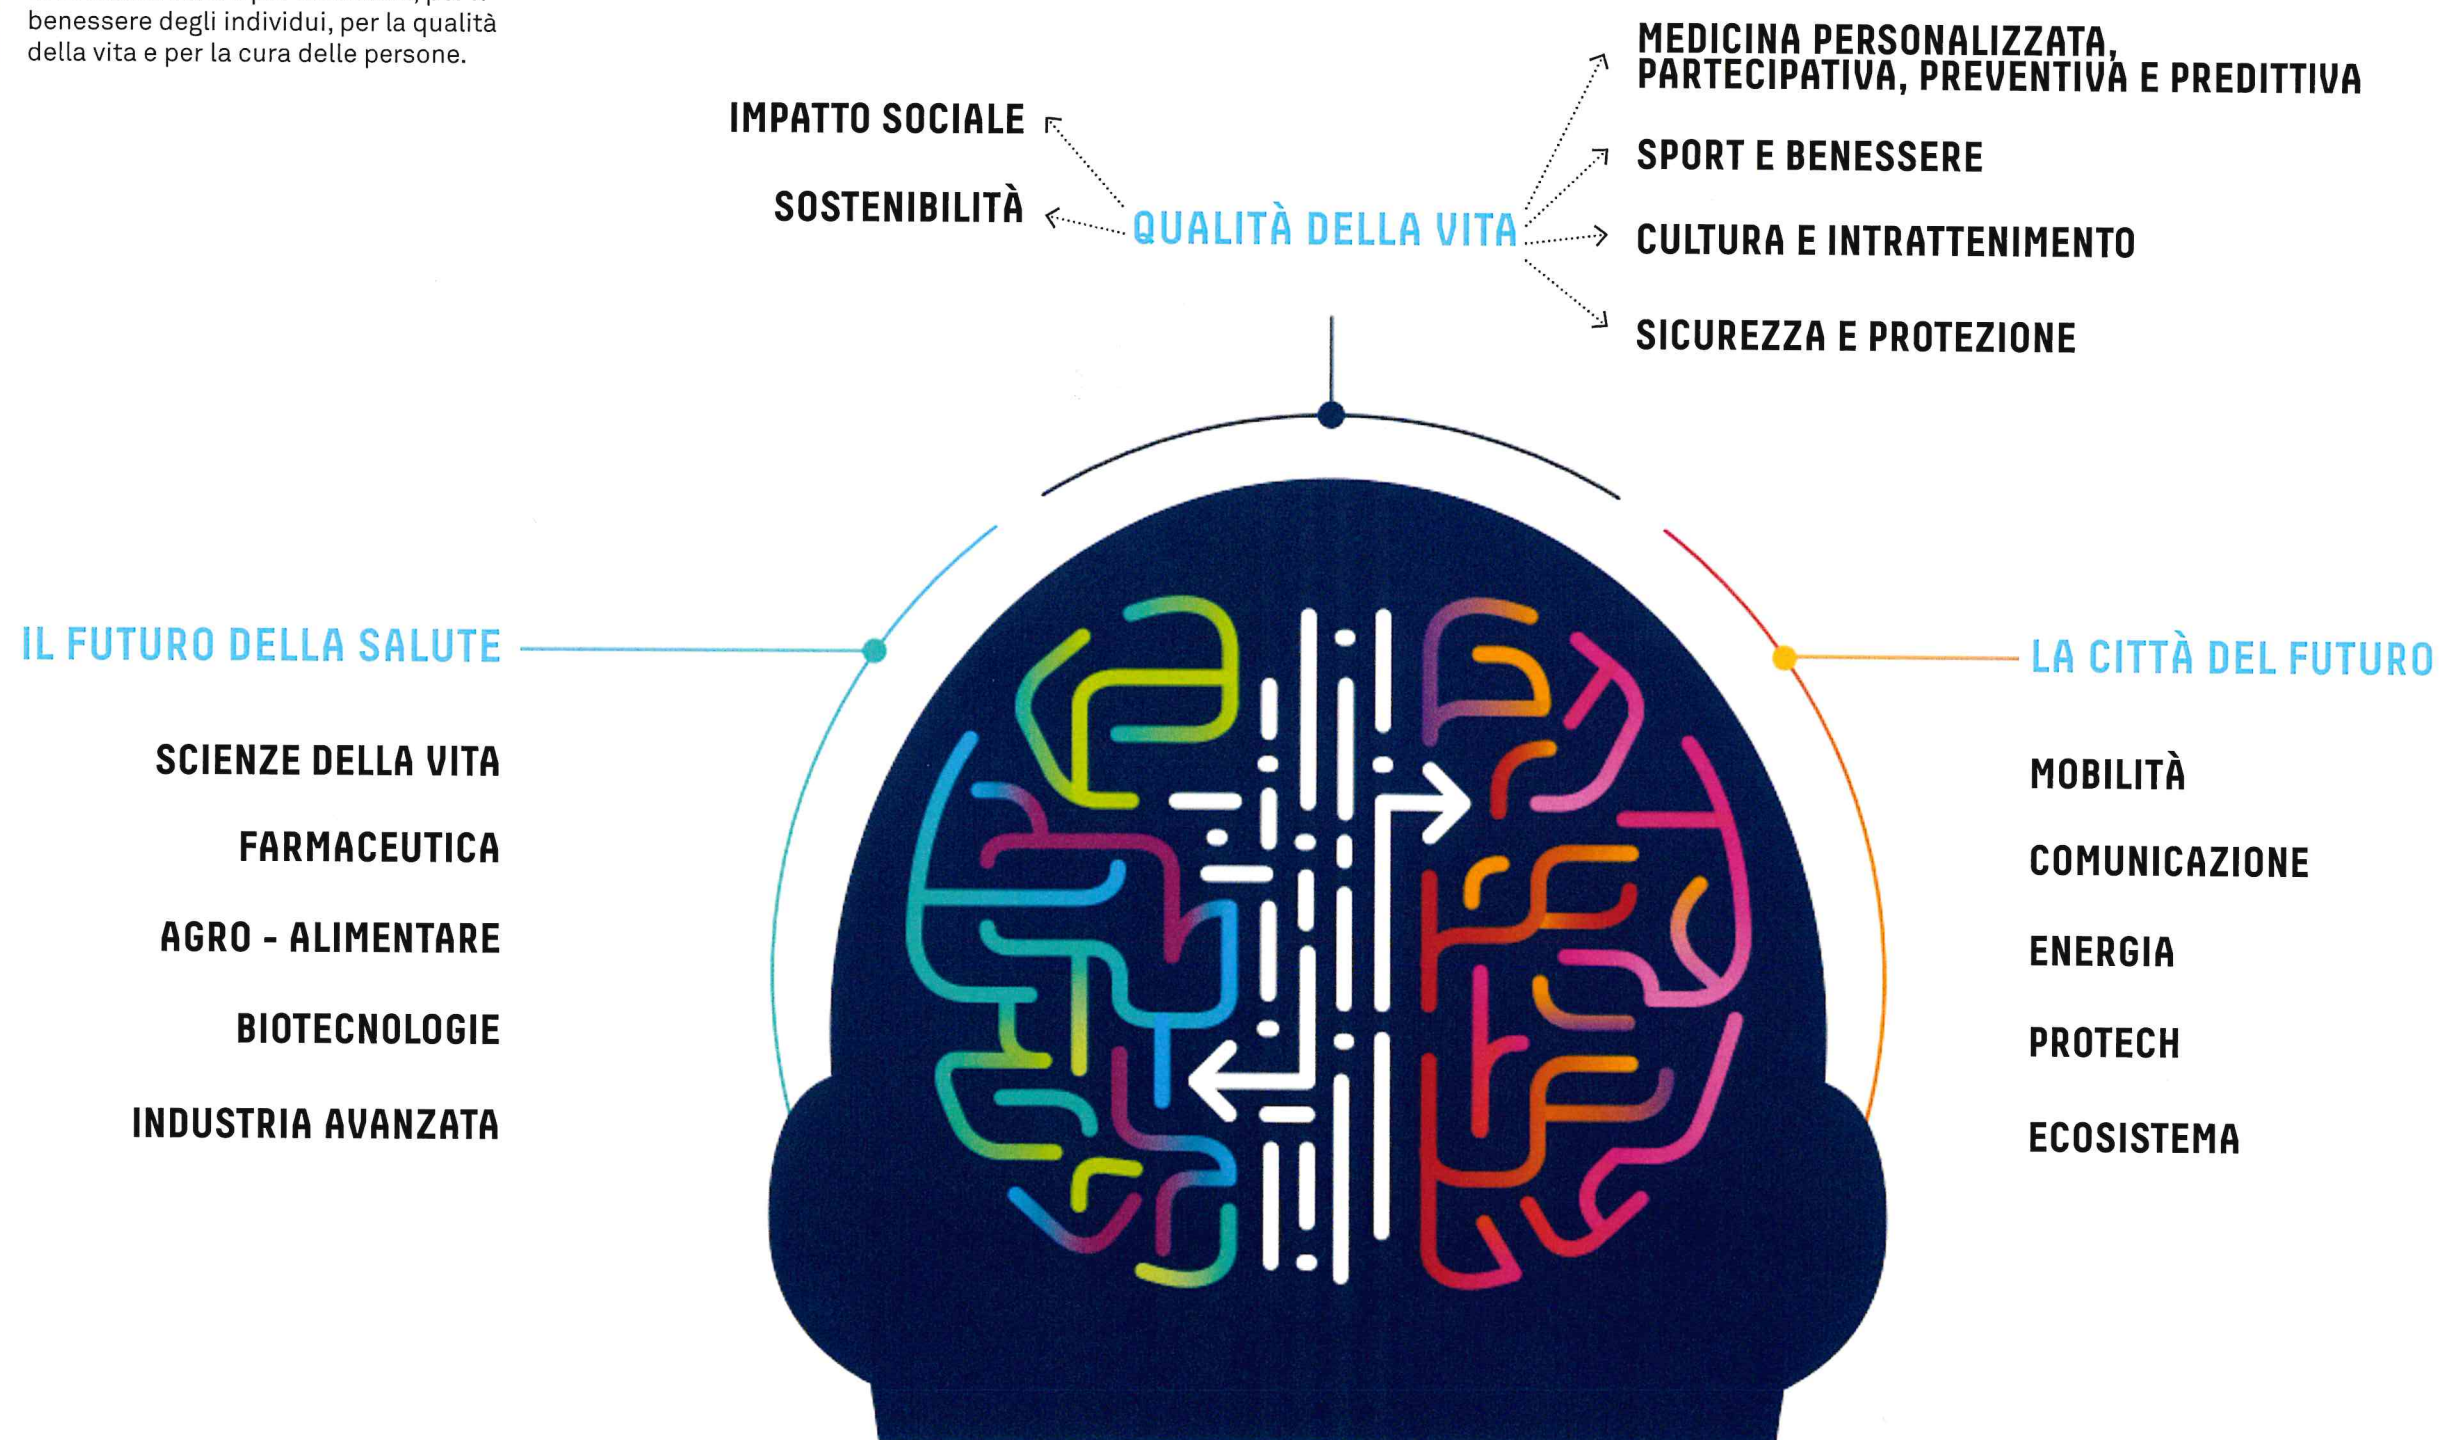 benessere degli individui, per la qualità
della vita e per la cura delle persone.
MEDICINA PERSONALIZZATA,
PARTECIPATIVA, PREVENTIVA E PREDITTIVA
IMPATTO SOCIALE
SPORT E BENESSERE
SOSTENIBILITÀ
QUALITÀ DELLA VITA
CULTURA E INTRATTENIMENTO
SICUREZZA E PROTEZIONE
IL FUTURO DELLA SALUTE
SCIENZE DELLA VITA
FARMACEUTICA
AGRO - ALIMENTARE
BIOTECNOLOGIE
INDUSTRIA AVANZATA
LA CITTÀ DEL FUTURO
MOBILITÀ
COMUNICAZIONE
ENERGIA
PROTECH
ECOSISTEMA